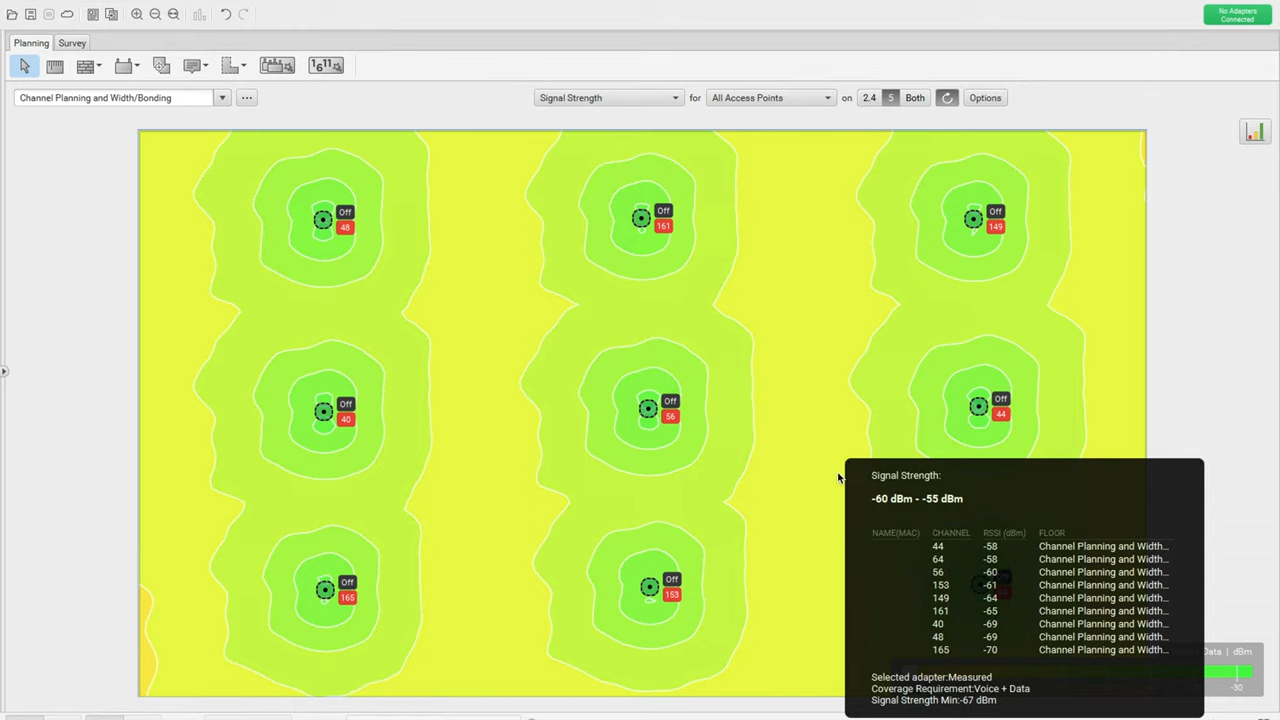 No Adapters
Connected
Planning Survey
1 6 11
Channel Planning and Width/Bonding ... Signal Strength for All Access Points on 2.4 5 Both Options
Off
48
Off
161
Off
149
Off
40
Off
56
Off
44
Off
165
Off
153
Signal Strength:
-60 dBm - -55 dBm
NAME(MAC) CHANNEL RSSI (dBm) FLOOR
44 -58 Channel Planning and Width...
64 -58 Channel Planning and Width...
56 -60 Channel Planning and Width...
153 -61 Channel Planning and Width...
149 -64 Channel Planning and Width...
161 -65 Channel Planning and Width...
40 -69 Channel Planning and Width...
48 -69 Channel Planning and Width...
165 -70 Channel Planning and Width...
Selected adapter:Measured
Coverage Requirement:Voice + Data
Signal Strength Min:-67 dBm
Data | dBm
-30